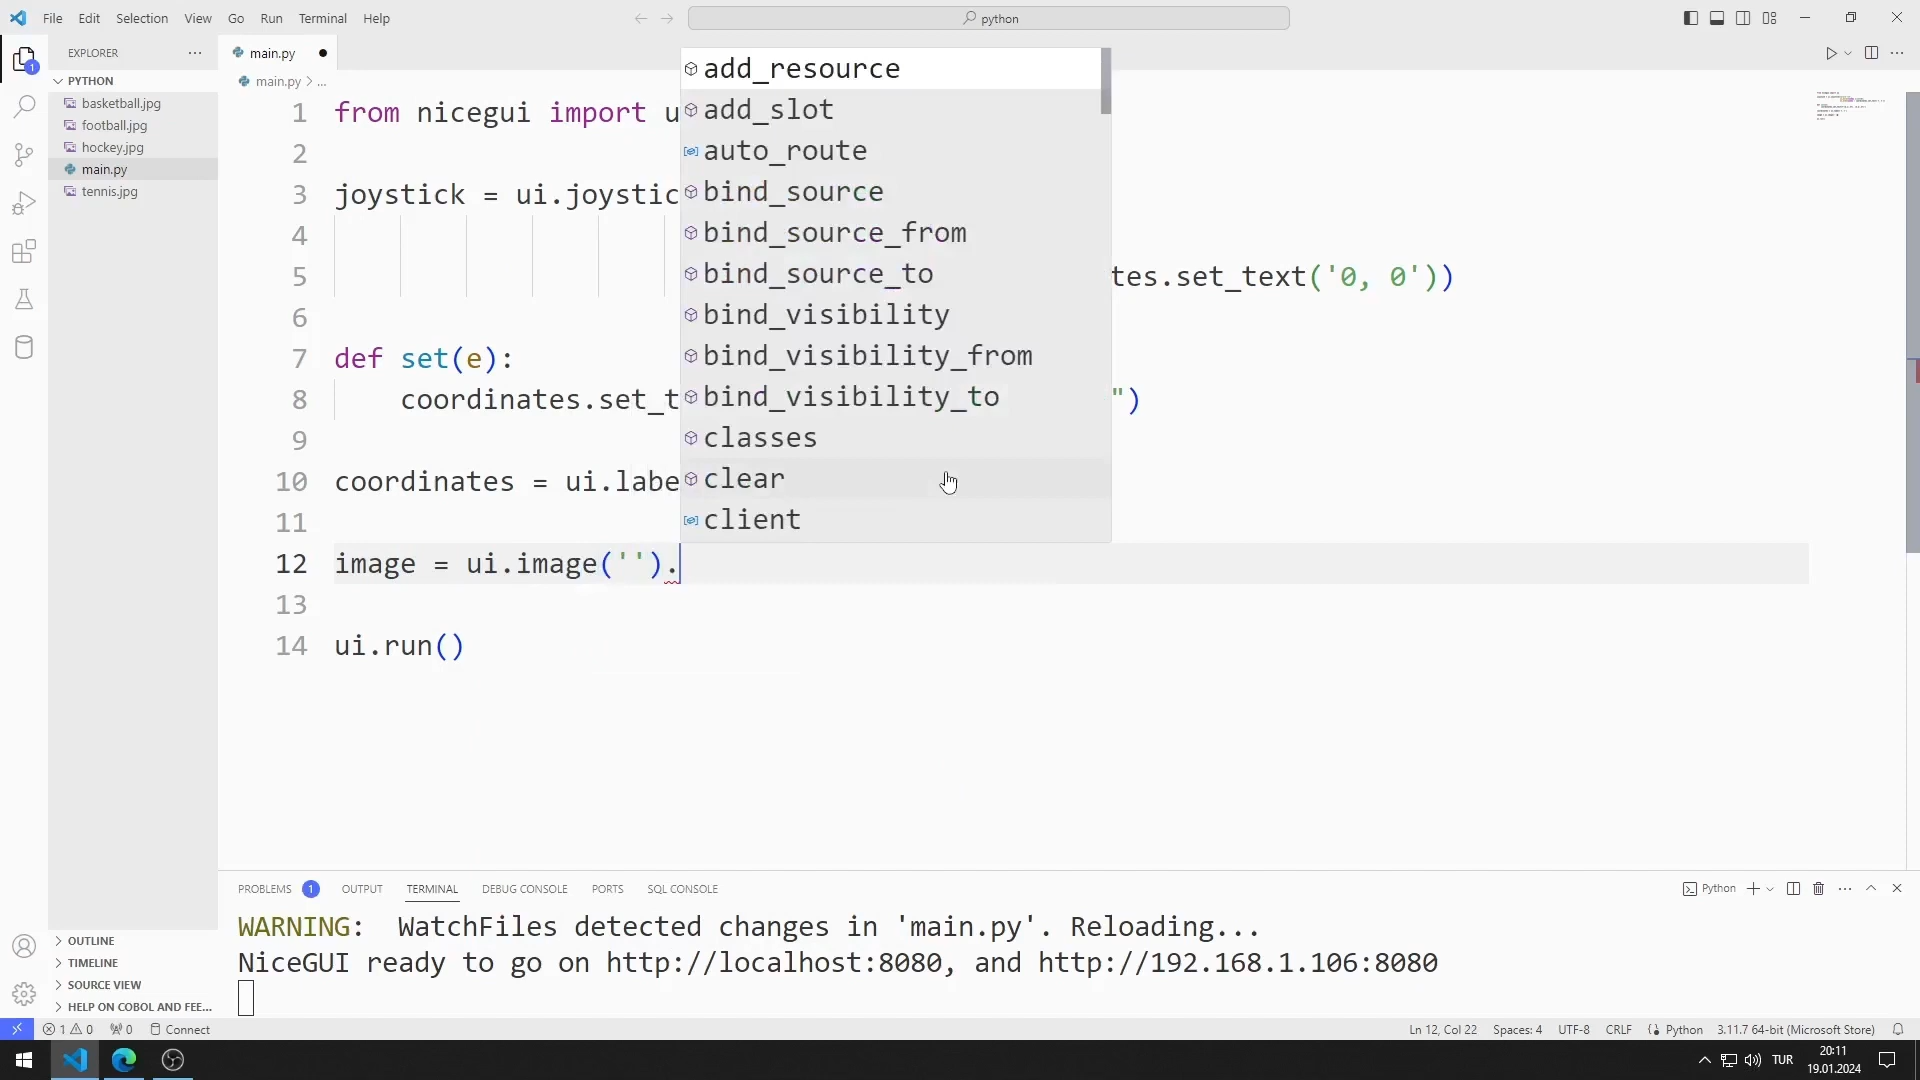 File Edit Selection View Go Run Terminal Help
python
EXPLORER
PYTHON
basketball.jpg
football.jpg
hockey.jpg
main.py
tennis.jpg
main.py
main.py > ...
1 from nicegui import u
2
3 joystick = ui.joystic
4
5 tes.set_text('0, 0'))
6
7 def set(e):
8 coordinates.set_t ")
9
10 coordinates = ui.labe
11
12 image = ui.image('').
13
14 ui.run()
add_resource
add_slot
auto_route
bind_source
bind_source_from
bind_source_to
bind_visibility
bind_visibility_from
bind_visibility_to
classes
clear
client
PROBLEMS 1 OUTPUT TERMINAL DEBUG CONSOLE PORTS SQL CONSOLE
Python
WARNING: WatchFiles detected changes in 'main.py'. Reloading...
NiceGUI ready to go on http://localhost:8080, and http://192.168.1.106:8080
OUTLINE
TIMELINE
SOURCE VIEW
HELP ON COBOL AND FEE...
1
1 0 0 Connect
Ln 12, Col 22 Spaces: 4 UTF-8 CRLF Python 3.11.7 64-bit (Microsoft Store)
TUR
20:11
19.01.2024